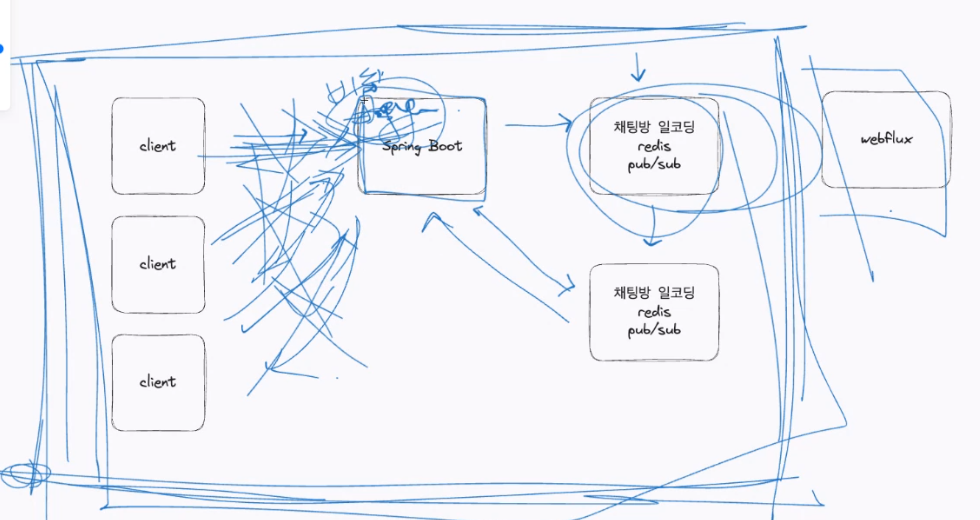 client
client
client
비동
Spring Boot
채팅방 일코딩
redis
pub/sub
채팅방 일코딩
redis
pub/sub
webflux